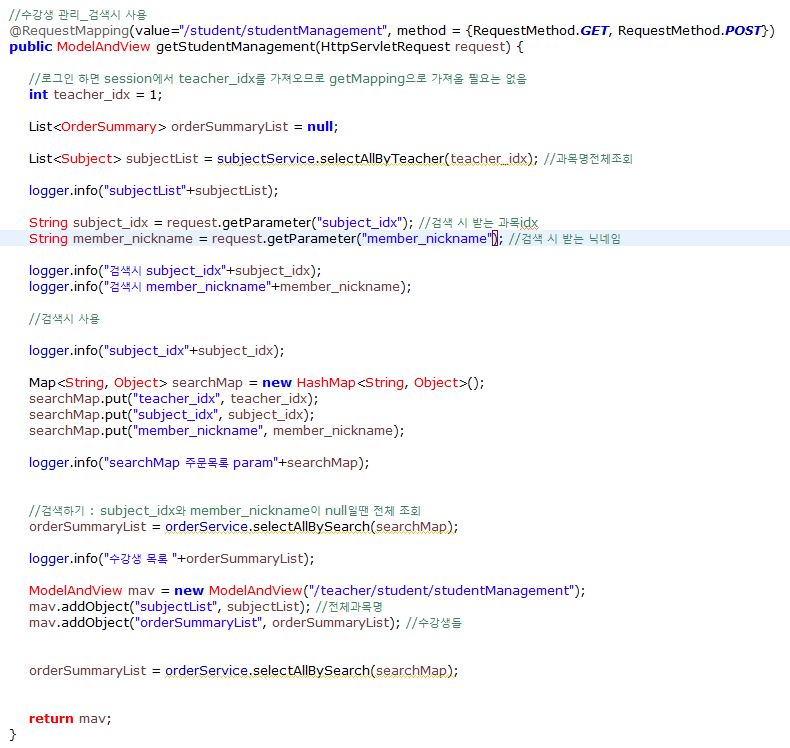 //수강생 관리_검색시 사용
@RequestMapping(value="/student/studentManagement", method = {RequestMethod.GET, RequestMethod.POST})
public ModelAndView getStudentManagement(HttpServletRequest request) {
//로그인 하면 session에서 teacher_idx를 가져오므로 getMapping으로 가져올 필요는 없음
int teacher_idx = 1;
List<OrderSummary> orderSummaryList = null;
List<Subject> subjectList = subjectService.selectAllByTeacher(teacher_idx); //과목명전체조회
logger.info("subjectList"+subjectList);
String subject_idx = request.getParameter("subject_idx"); //검색 시 받는 과목idx
String member_nickname = request.getParameter("member_nickname"); //검색 시 받는 닉네임
logger.info("검색시 subject_idx"+subject_idx);
logger.info("검색시 member_nickname"+member_nickname);
//검색시 사용
logger.info("subject_idx"+subject_idx);
Map<String, Object> searchMap = new HashMap<String, Object>();
searchMap.put("teacher_idx", teacher_idx);
searchMap.put("subject_idx", subject_idx);
searchMap.put("member_nickname", member_nickname);
logger.info("searchMap 주문목록 param"+searchMap);
//검색하기 : subject_idx와 member_nickname이 null일땐 전체 조회
orderSummaryList = orderService.selectAllBySearch(searchMap);
logger.info("수강생 목록 "+orderSummaryList);
ModelAndView mav = new ModelAndView("/teacher/student/studentManagement");
mav.addObject("subjectList", subjectList); //전체과목명
mav.addObject("orderSummaryList", orderSummaryList); //수강생들
orderSummaryList = orderService.selectAllBySearch(searchMap);
return mav;
}